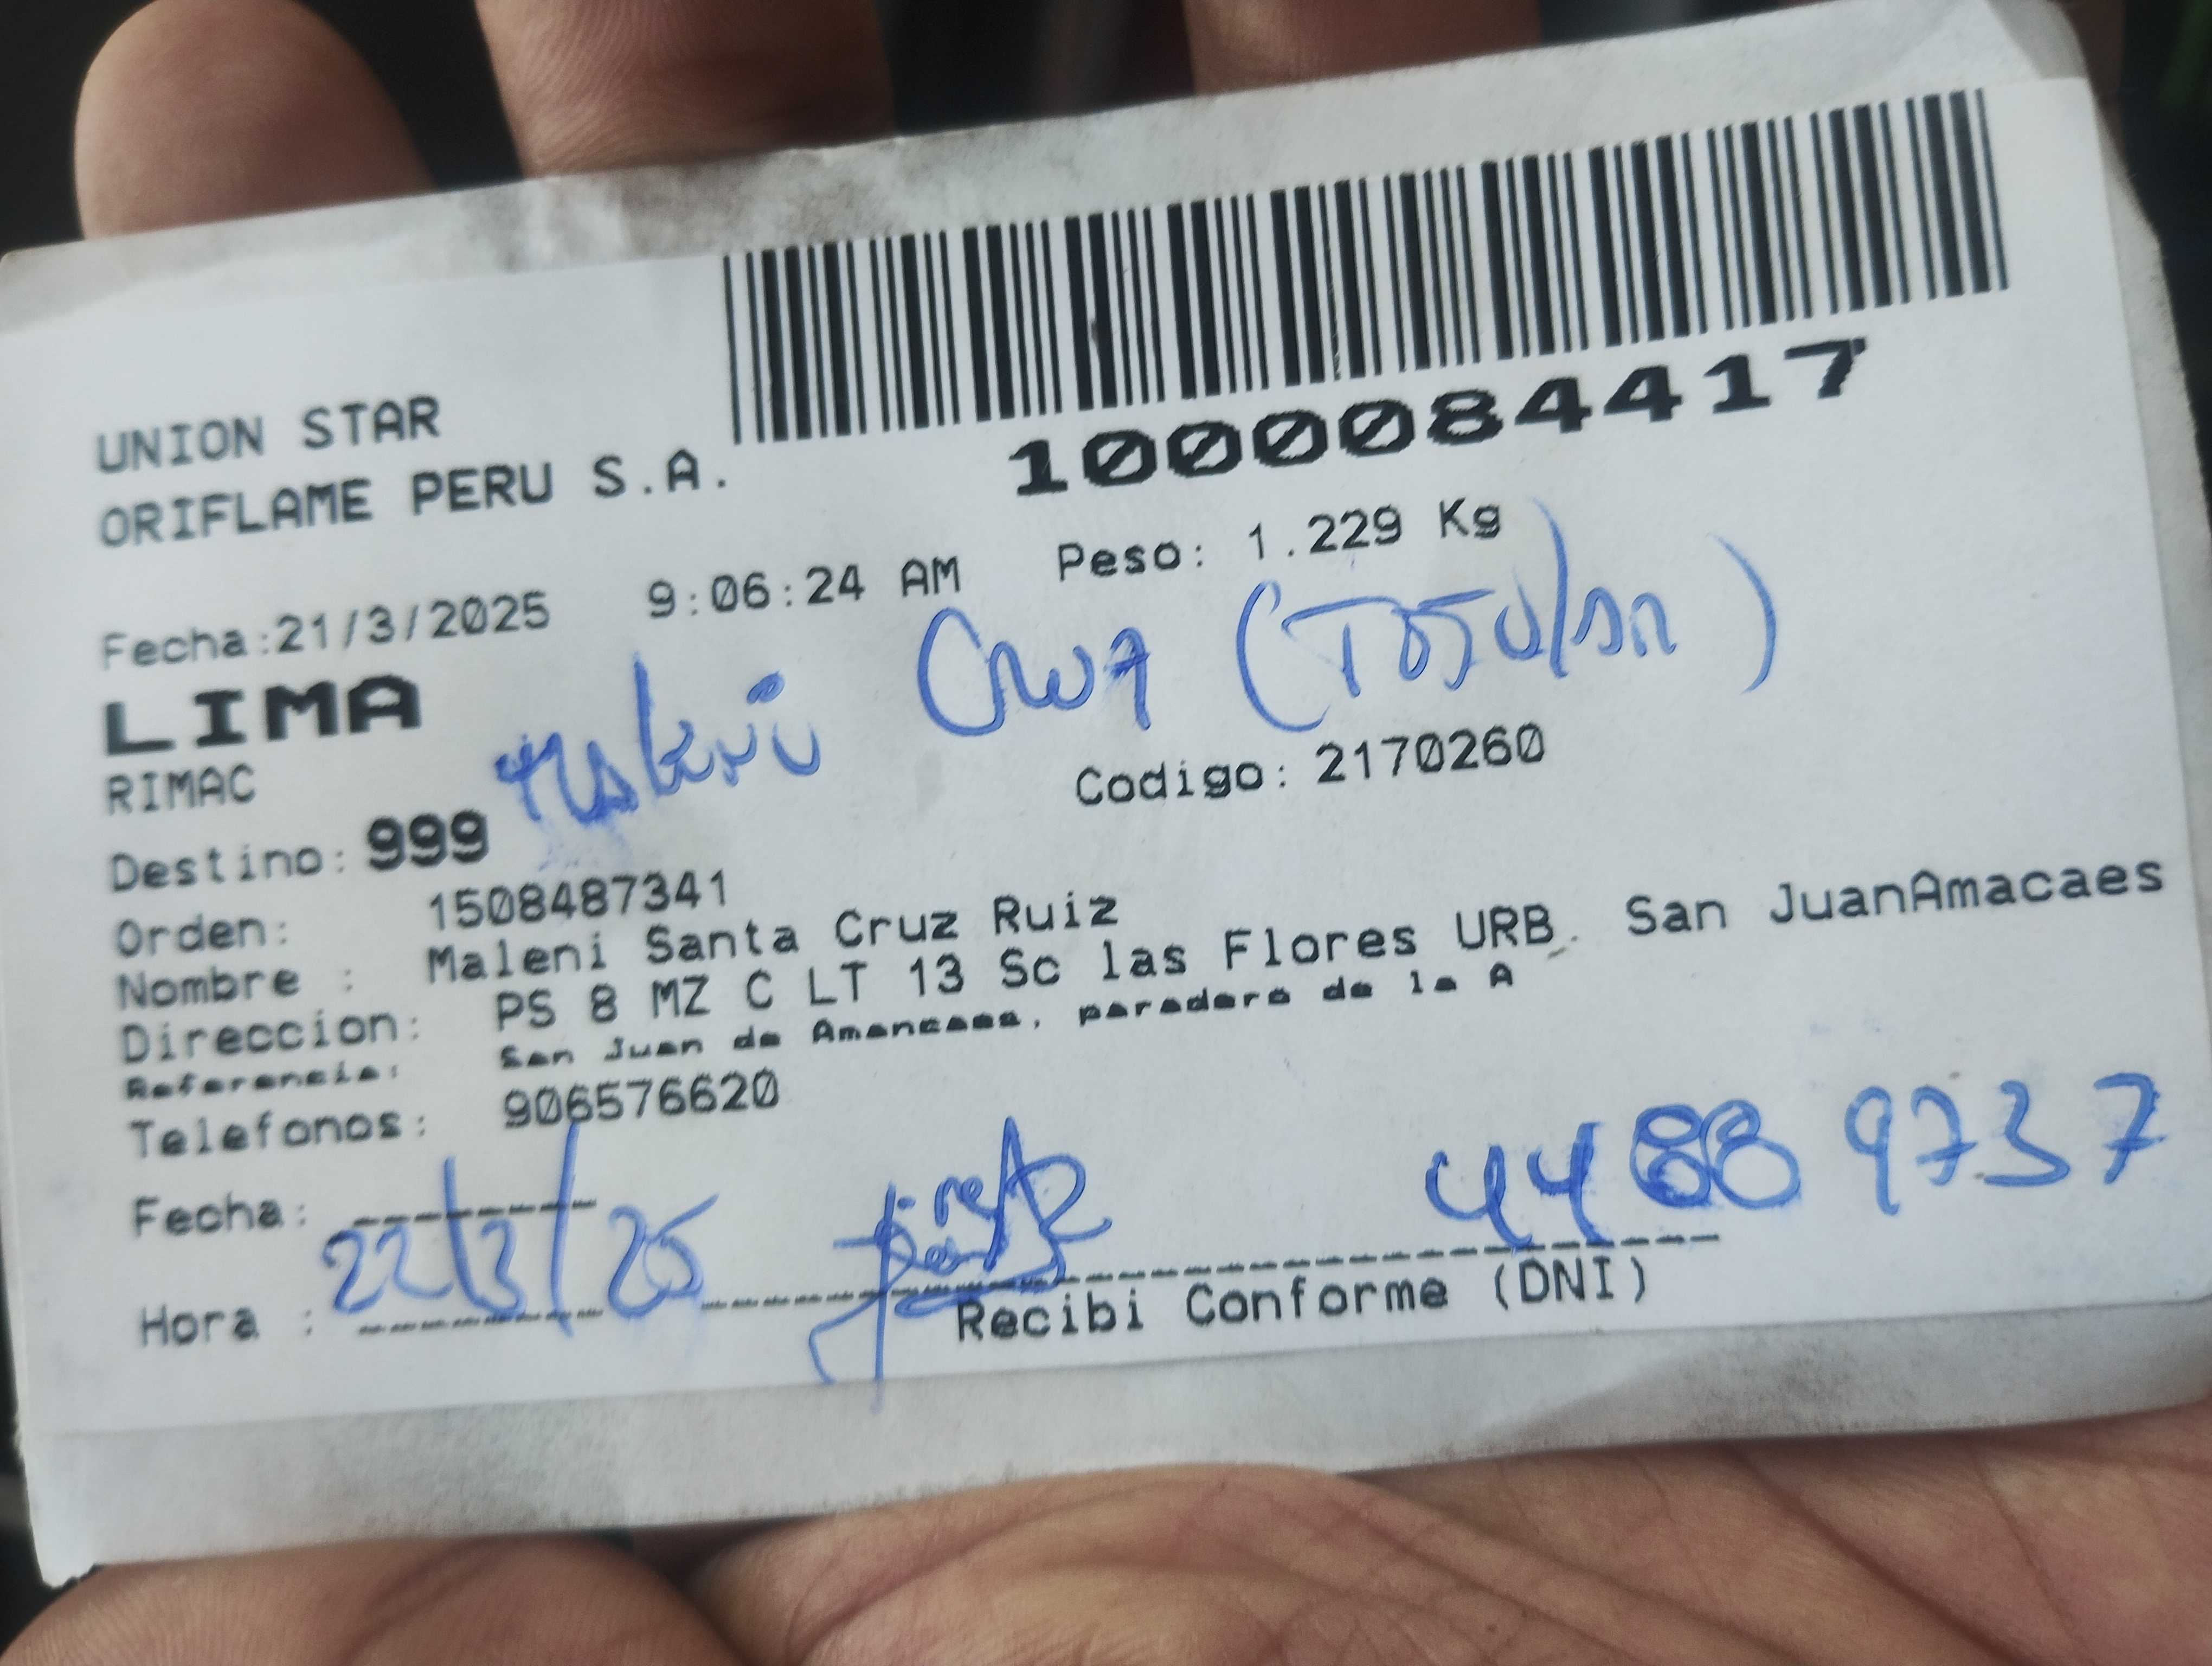 1000084417
UNION STAR
ORIFLAME PERU S.A.
Fecha:21/3/2025 9:06:24 AM Peso: 1.229 Kg
LIMA
Cruz (Titular)
RIMAC
Codigo: 2170260
Destino: 999
Orden: 1508487341
Nombre : Maleni Santa Cruz Ruiz
Direccion: PS 8 MZ C LT 13 Sc las Flores URB. San JuanAmacaes
Referencia: San Juan de Amancaes, paradero de la A
Telefonos: 906576620
Fecha: 22/3/25
44889737
Hora :
Recibi Conforme (DNI)